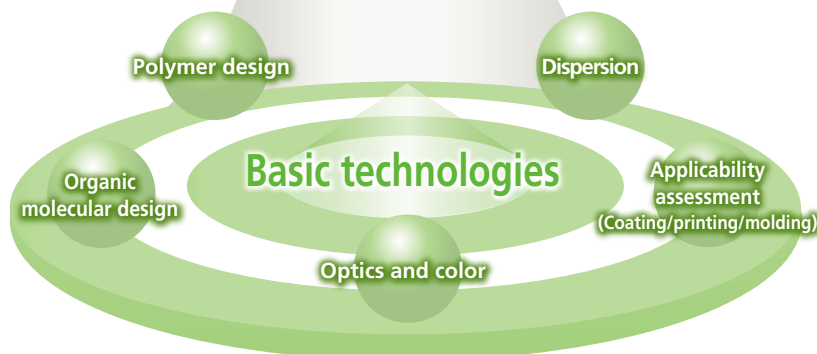 Polymer design
Dispersion
Basic technologies
Organic
molecular design
Applicability
assessment
(Coating/printing/molding)
Optics and color